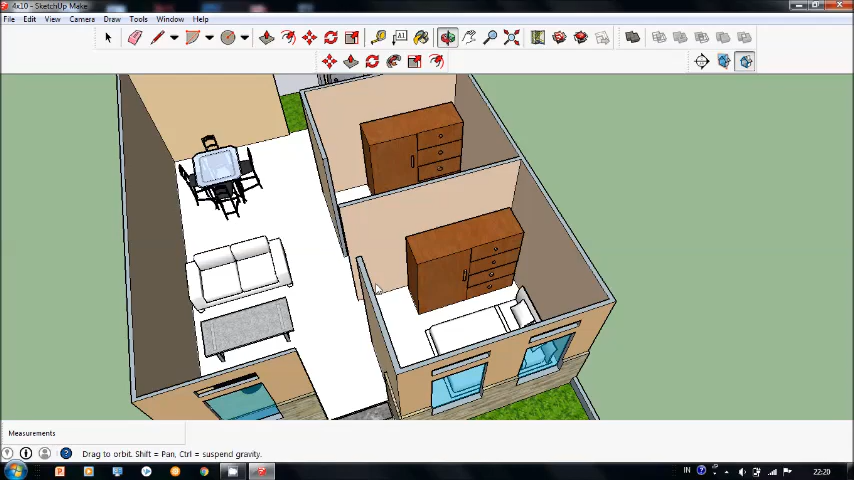 4x10 - SketchUp Make
File Edit View Camera Draw Tools Window Help
A1
Measurements
Drag to orbit. Shift = Pan, Ctrl = suspend gravity.
IN
22:20